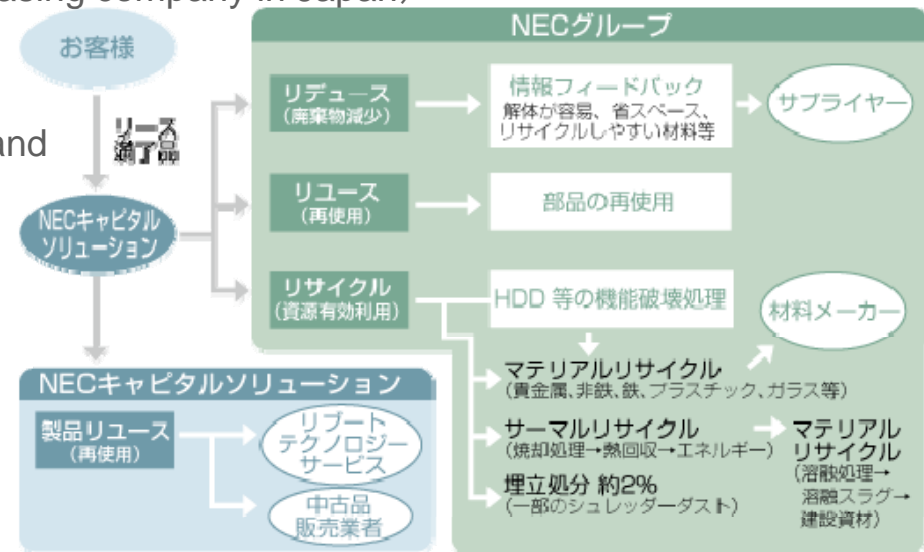 asing company in Japan,
and
お客様
リース
満了品
NECキャピタル
ソリューション
NECグループ
リデュース
(廃棄物減少)
情報フィードバック
解体が容易、省スペース、
リサイクルしやすい材料等
サプライヤー
リユース
(再使用)
部品の再使用
リサイクル
(資源有効利用)
HDD 等の機能破壊処理
材料メーカー
マテリアルリサイクル
(貴金属、非鉄、鉄、プラスチック、ガラス等)
サーマルリサイクル
(焼却処理→熱回収→エネルギー)
マテリアル
リサイクル
(溶融処理→
溶融スラグ→
建設資材)
埋立処分 約2%
(一部のシュレッダーダスト)
NECキャピタルソリューション
製品リユース
(再使用)
リブート
テクノロジー
サービス
中古品
販売業者